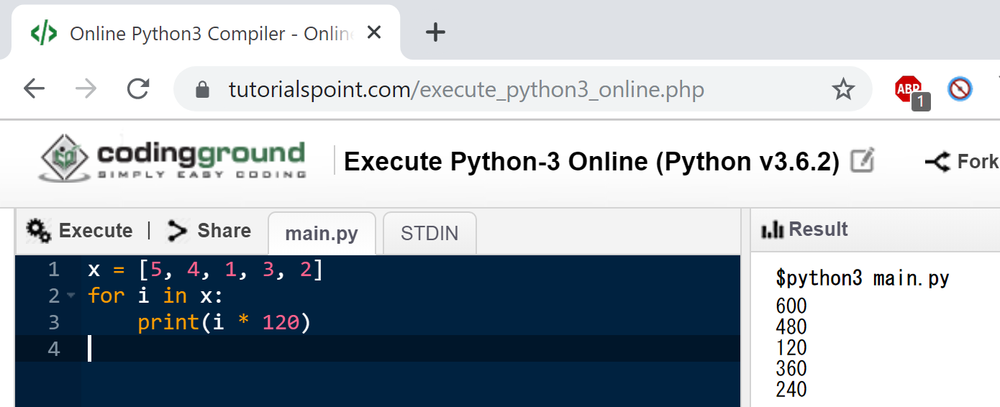 Online Python3 Compiler - Online
tutorialspoint.com/execute_python3_online.php
ABP
1
codingground
SIMPLY EASY CODING
Execute Python-3 Online (Python v3.6.2)
Fork
Execute | Share
main.py
STDIN
Result
1 x = [5, 4, 1, 3, 2]
2 for i in x:
3 print(i * 120)
4
$python3 main.py
600
480
120
360
240